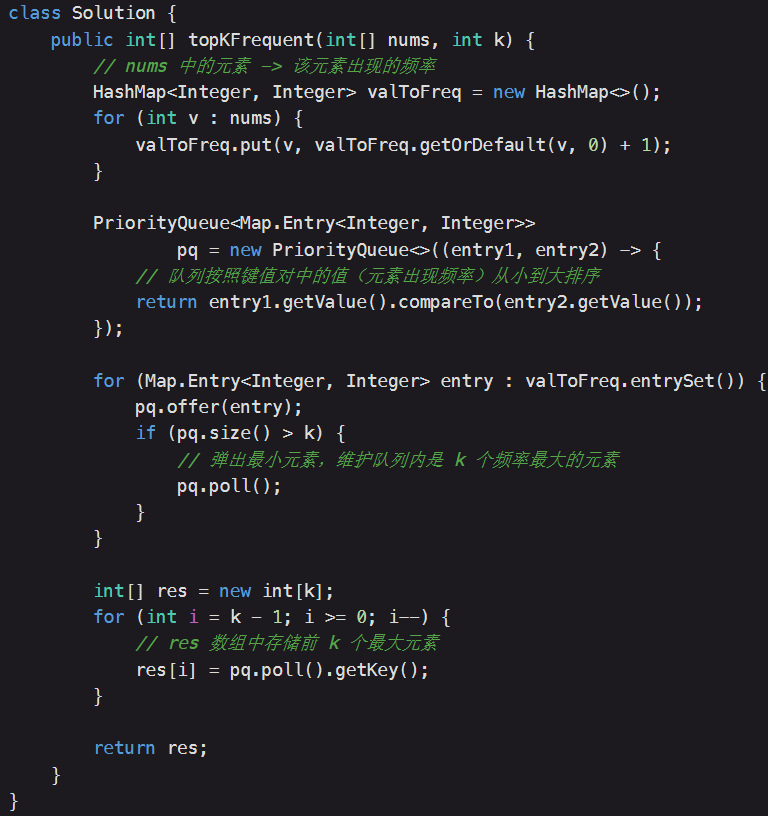 class Solution {
    public int[] topKFrequent(int[] nums, int k) {
        // nums 中的元素 —> 该元素出现的频率
        HashMap<Integer, Integer> valToFreq = new HashMap<>();
        for (int v : nums) {
            valToFreq.put(v, valToFreq.getOrDefault(v, 0) + 1);
        }

        PriorityQueue<Map.Entry<Integer, Integer>>
                pq = new PriorityQueue<>((entry1, entry2) -> {
            // 队列按照键值对中的值（元素出现频率）从小到大排序
            return entry1.getValue().compareTo(entry2.getValue());
        });

        for (Map.Entry<Integer, Integer> entry : valToFreq.entrySet()) {
            pq.offer(entry);
            if (pq.size() > k) {
                // 弹出最小元素，维护队列内是 k 个频率最大的元素
                pq.poll();
            }
        }

        int[] res = new int[k];
        for (int i = k - 1; i >= 0; i--) {
            // res 数组中存储前 k 个最大元素
            res[i] = pq.poll().getKey();
        }

        return res;
    }
}